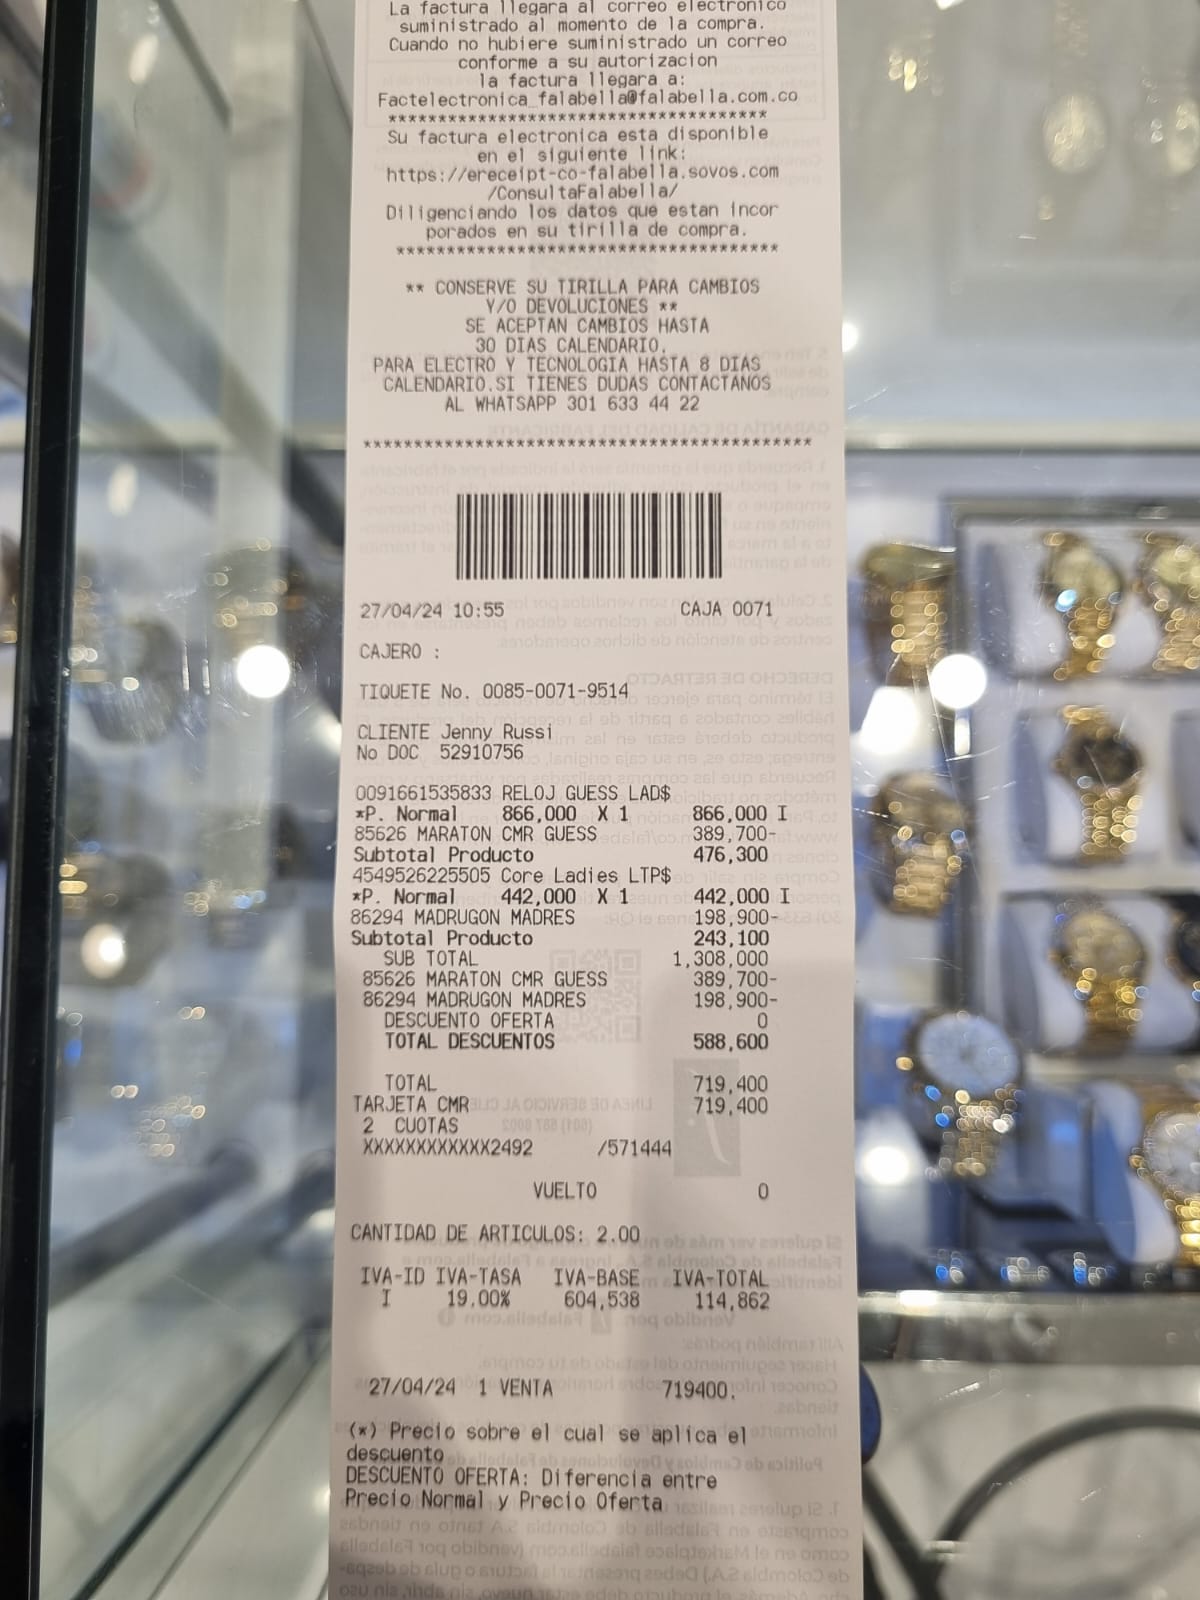 La factura llegara al correo electronico
suministrado al momento de la compra.
Cuando no hubiere suministrado un correo
conforme a su autorizacion
la factura llegara a:
Factelectronica_falabella@falabella.com.co
*************************************
Su factura electronica esta disponible
en el siguiente link:
https://ereceipt-co-falabella.sovos.com
/ConsultaFalabella/
Diligenciando los datos que estan incor
porados en su tirilla de compra.
*************************************
** CONSERVE SU TIRILLA PARA CAMBIOS
Y/O DEVOLUCIONES **
SE ACEPTAN CAMBIOS HASTA
30 DIAS CALENDARIO.
PARA ELECTRO Y TECNOLOGIA HASTA 8 DIAS
CALENDARIO.SI TIENES DUDAS CONTACTANOS
AL WHATSAPP 301 633 44 22
********************************************
27/04/24 10:55 CAJA 0071
CAJERO :
TIQUETE No. 0085-0071-9514
CLIENTE Jenny Russi
No DOC 52910756
0091661535833 RELOJ GUESS LAD$
*P. Normal 866,000 X 1 866,000 I
85626 MARATON CMR GUESS 389,700-
Subtotal Producto 476,300
4549526225505 Core Ladies LTP$
*P. Normal 442,000 X 1 442,000 I
86294 MADRUGON MADRES 198,900-
Subtotal Producto 243,100
SUB TOTAL 1,308,000
85626 MARATON CMR GUESS 389,700-
86294 MADRUGON MADRES 198,900-
DESCUENTO OFERTA 0
TOTAL DESCUENTOS 588,600
TOTAL 719,400
TARJETA CMR 719,400
2 CUOTAS
XXXXXXXXXXXX2492 /571444
VUELTO 0
CANTIDAD DE ARTICULOS: 2.00
IVA-ID IVA-TASA IVA-BASE IVA-TOTAL
I 19.00% 604,538 114,862
27/04/24 1 VENTA 719400.
(*) Precio sobre el cual se aplica el
descuento
DESCUENTO OFERTA: Diferencia entre
Precio Normal y Precio Oferta